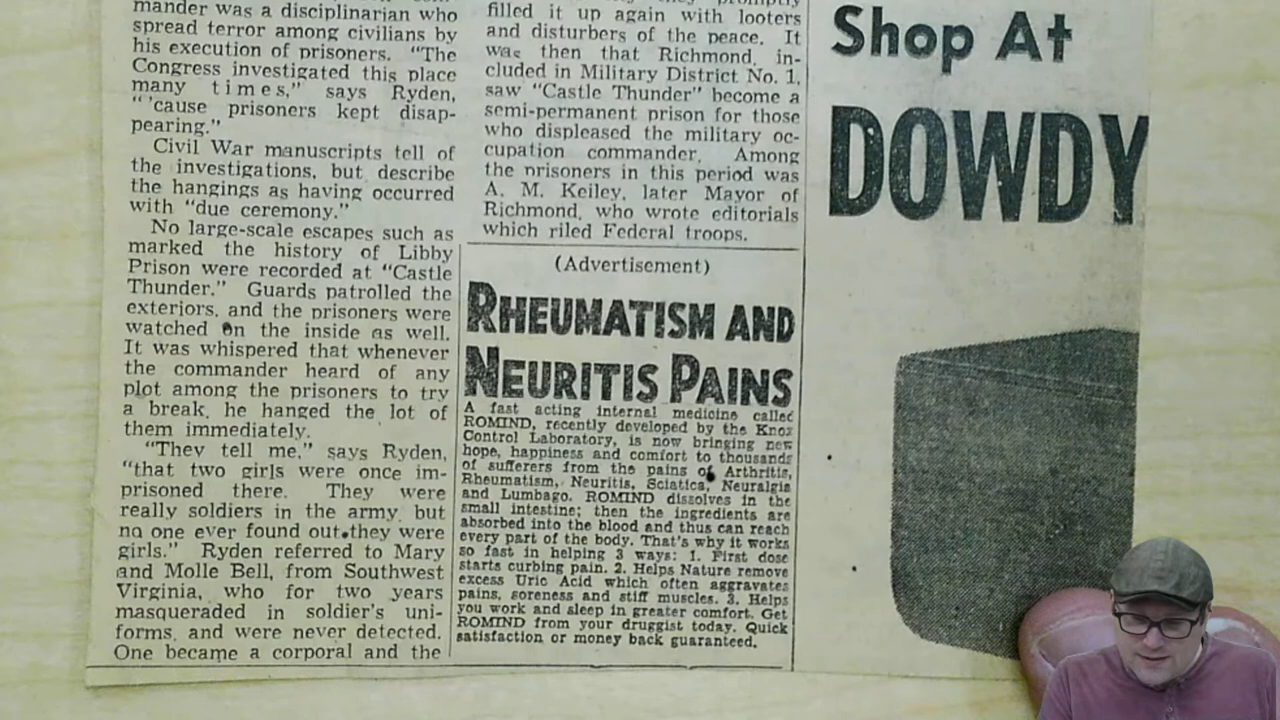 mander was a disciplinarian who
spread terror among civilians by
his execution of prisoners. "The
Congress investigated this place
many times," says Ryden,
" 'cause prisoners kept disap-
pearing."
Civil War manuscripts tell of
the investigations, but describe
the hangings as having occurred
with "due ceremony."
No large-scale escapes such as
marked the history of Libby
Prison were recorded at "Castle
Thunder." Guards patrolled the
exteriors, and the prisoners were
watched on the inside as well.
It was whispered that whenever
the commander heard of any
plot among the prisoners to try
a break, he hanged the lot of
them immediately.
"They tell me," says Ryden,
"that two girls were once im-
prisoned there. They were
really soldiers in the army, but
no one ever found out they were
girls." Ryden referred to Mary
and Molle Bell, from Southwest
Virginia, who for two years
masqueraded in soldier's uni-
forms, and were never detected.
One became a corporal and the
filled it up again with looters
and disturbers of the peace. It
was then that Richmond, in-
cluded in Military District No. 1,
saw "Castle Thunder" become a
semi-permanent prison for those
who displeased the military oc-
cupation commander. Among
the prisoners in this period was
A. M. Keiley, later Mayor of
Richmond, who wrote editorials
which riled Federal troops.
(Advertisement)
RHEUMATISM AND
NEURITIS PAINS
A fast acting internal medicine called
ROMIND, recently developed by the Knox
Control Laboratory, is now bringing new
hope, happiness and comfort to thousands
of sufferers from the pains of Arthritis,
Rheumatism, Neuritis, Sciatica, Neuralgia
and Lumbago. ROMIND dissolves in the
small intestine; then the ingredients are
absorbed into the blood and thus can reach
every part of the body. That's why it works
so fast in helping 3 ways: 1. First dose
starts curbing pain. 2. Helps Nature remove
excess Uric Acid which often aggravates
pains, soreness and stiff muscles. 3. Helps
you work and sleep in greater comfort. Get
ROMIND from your druggist today. Quick
satisfaction or money back guaranteed.
Shop At
DOWDY